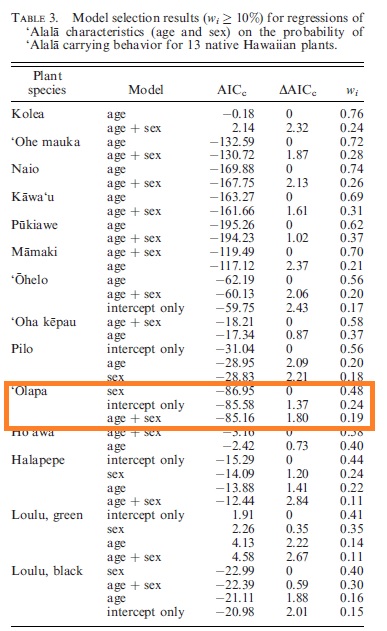 TABLE 3. Model selection results (wi ≥ 10%) for regressions of
ʻAlalā characteristics (age and sex) on the probability of
ʻAlalā carrying behavior for 13 native Hawaiian plants.
Plant
species Model AICc ΔAICc wi
Kolea age −0.18 0 0.76
age + sex 2.14 2.32 0.24
ʻOhe mauka age −132.59 0 0.72
age + sex −130.72 1.87 0.28
Naio age −169.88 0 0.74
age + sex −167.75 2.13 0.26
Kāwaʻu age −163.27 0 0.69
age + sex −161.66 1.61 0.31
Pūkiawe age −195.26 0 0.62
age + sex −194.23 1.02 0.37
Māmaki age + sex −119.49 0 0.70
age −117.12 2.37 0.21
ʻŌhelo age −62.19 0 0.56
age + sex −60.13 2.06 0.20
intercept only −59.75 2.43 0.17
ʻOha kēpau age + sex −18.21 0 0.58
age −17.34 0.87 0.37
Pilo intercept only −31.04 0 0.56
age −28.95 2.09 0.20
sex −28.83 2.21 0.18
ʻOlapa sex −86.95 0 0.48
intercept only −85.58 1.37 0.24
age + sex −85.16 1.80 0.19
Hoʻawa age + sex −3.16 0 0.58
age −2.42 0.73 0.40
Halapepe intercept only −15.29 0 0.44
sex −14.09 1.20 0.24
age −13.88 1.41 0.22
age + sex −12.44 2.84 0.11
Loulu, green intercept only 1.91 0 0.41
sex 2.26 0.35 0.35
age 4.13 2.22 0.14
age + sex 4.58 2.67 0.11
Loulu, black sex −22.99 0 0.40
age + sex −22.39 0.59 0.30
age −21.11 1.88 0.16
intercept only −20.98 2.01 0.15